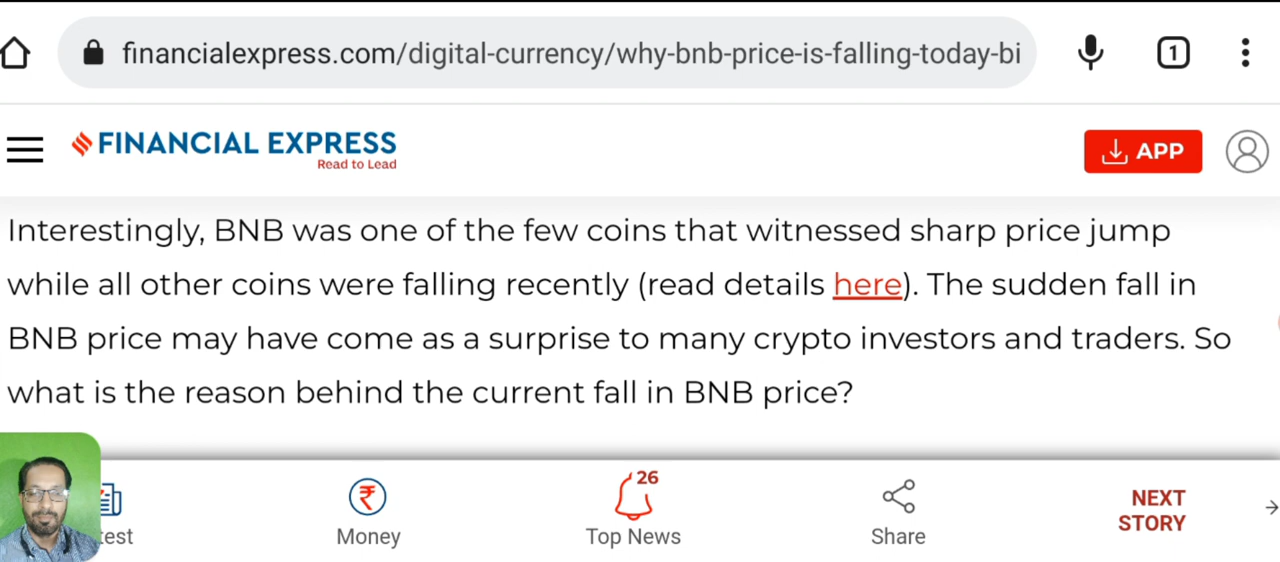 financialexpress.com/digital-currency/why-bnb-price-is-falling-today-bi
1
FINANCIAL EXPRESS
Read to Lead
APP
Interestingly, BNB was one of the few coins that witnessed sharp price jump
while all other coins were falling recently (read details here). The sudden fall in
BNB price may have come as a surprise to many crypto investors and traders. So
what is the reason behind the current fall in BNB price?
₹
26
test
Money
Top News
Share
NEXT
STORY